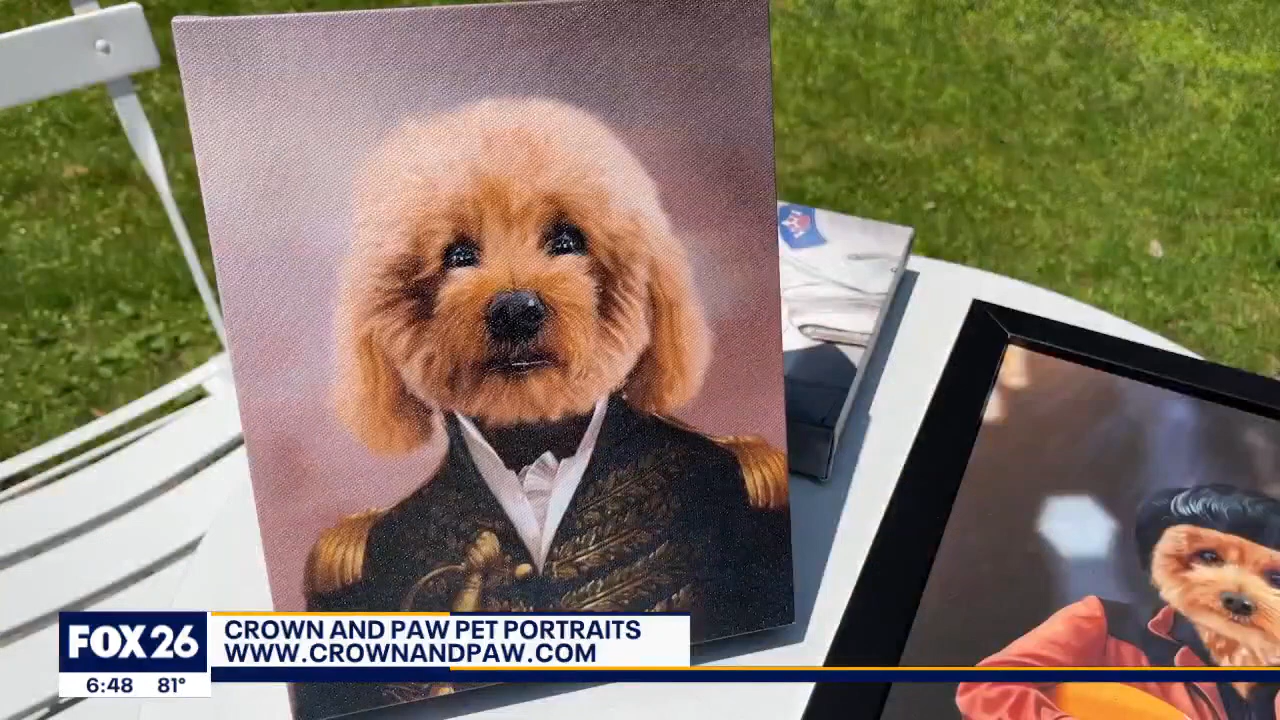 FOX 26
6:48 81°
CROWN AND PAW PET PORTRAITS
WWW.CROWNANDPAW.COM